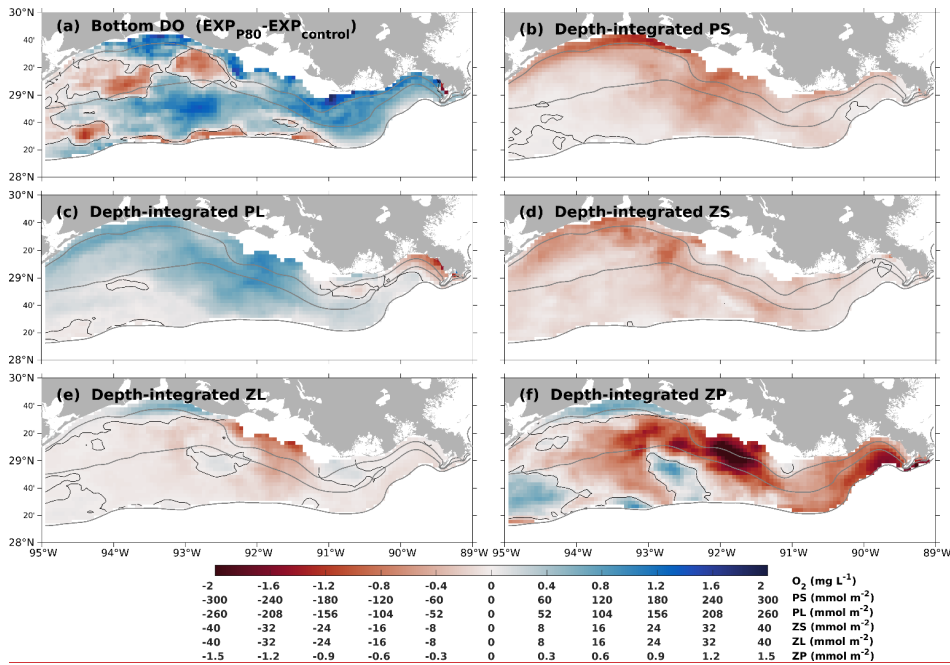 (a) Bottom DO (EXP_P80-EXP_control)
(b) Depth-integrated PS
30°N
40'
20'
29°N
40'
20'
28°N
(c) Depth-integrated PL
(d) Depth-integrated ZS
30°N
40'
20'
29°N
40'
20'
28°N
(e) Depth-integrated ZL
(f) Depth-integrated ZP
30°N
40'
20'
29°N
40'
20'
28°N
95°W 94°W 93°W 92°W 91°W 90°W 89°W 95°W 94°W 93°W 92°W 91°W 90°W 89°W
-2 -1.6 -1.2 -0.8 -0.4 0 0.4 0.8 1.2 1.6 2 O2 (mg L-1)
-300 -240 -180 -120 -60 0 60 120 180 240 300 PS (mmol m-2)
-260 -208 -156 -104 -52 0 52 104 156 208 260 PL (mmol m-2)
-40 -32 -24 -16 -8 0 8 16 24 32 40 ZS (mmol m-2)
-40 -32 -24 -16 -8 0 8 16 24 32 40 ZL (mmol m-2)
-1.5 -1.2 -0.9 -0.6 -0.3 0 0.3 0.6 0.9 1.2 1.5 ZP (mmol m-2)